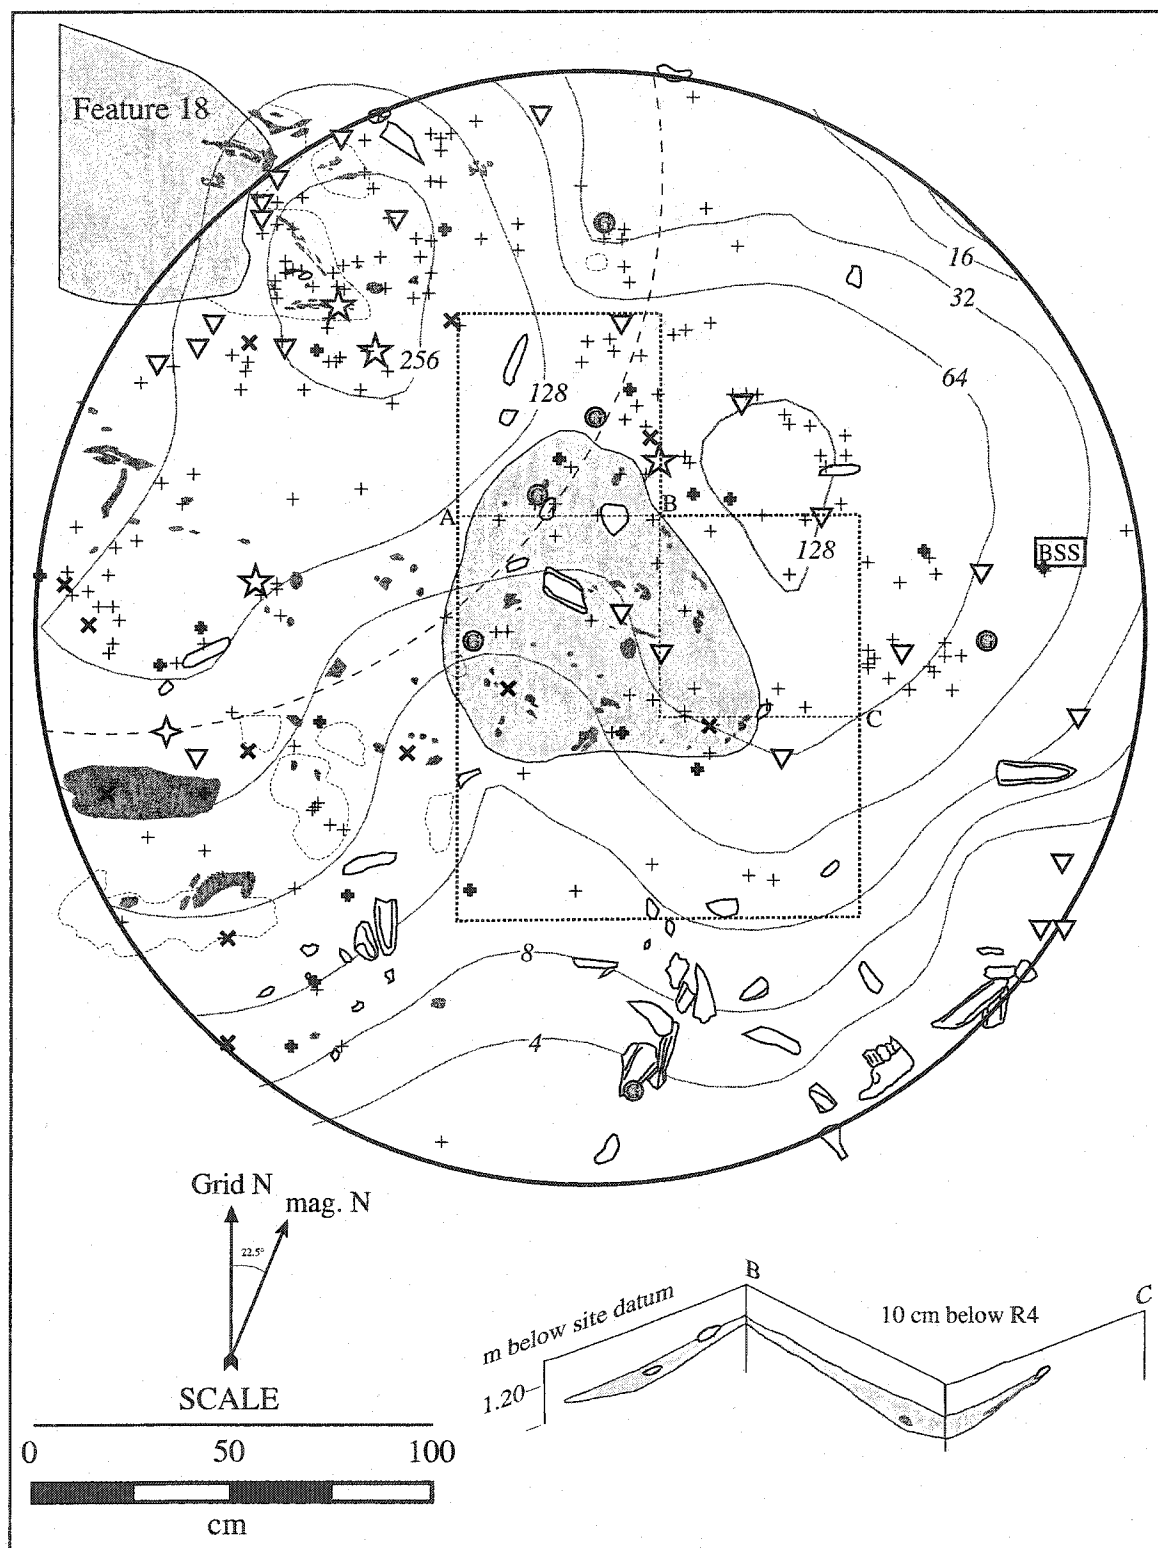 Feature 18
16
32
256
64
128
G
G
G
A
B
128
BSS
G
G
C
8
4
G
Grid N
mag. N
22.5°
B
C
m below site datum
10 cm below R4
1.20
SCALE
0 50 100
cm